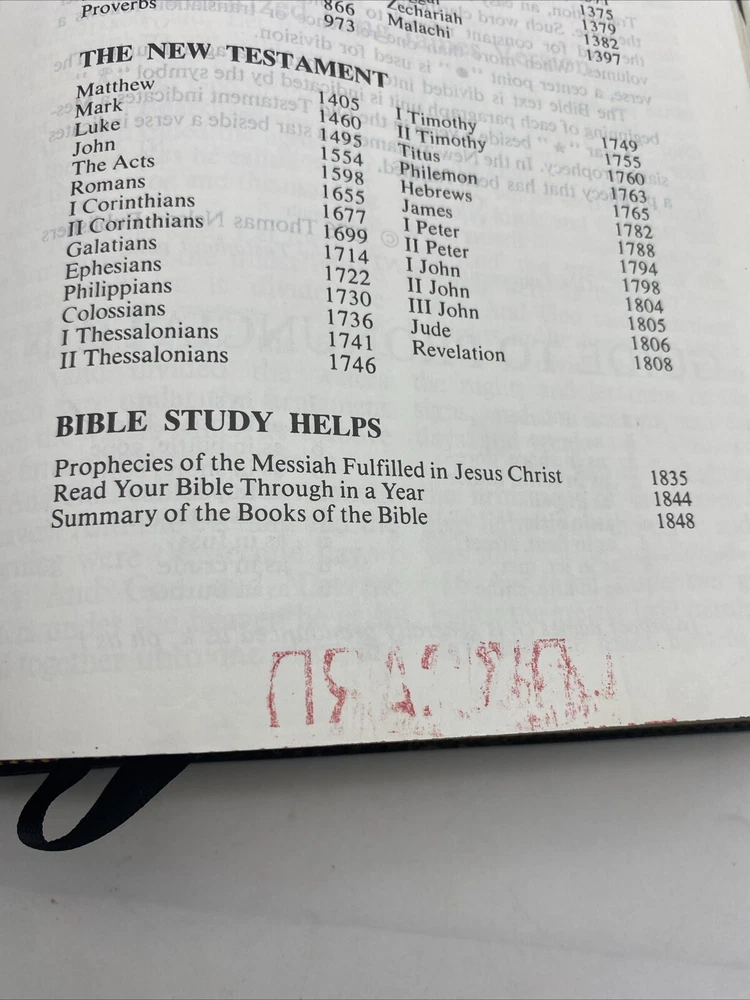 866 1375
1379
Proverbs 973 Zechariah 1382
Malachi 1397
THE NEW TESTAMENT
Matthew 1405 I Timothy 1749
Mark 1460 II Timothy 1755
Luke 1495 Titus 1760
John 1554 Philemon 1763
The Acts 1598 Hebrews 1765
Romans 1655 James 1782
I Corinthians 1677 I Peter 1788
II Corinthians 1699 II Peter 1794
Galatians 1714 I John 1798
Ephesians 1722 II John 1804
Philippians 1730 III John 1805
Colossians 1736 Jude 1806
I Thessalonians 1741 Revelation 1808
II Thessalonians 1746
BIBLE STUDY HELPS
Prophecies of the Messiah Fulfilled in Jesus Christ 1835
Read Your Bible Through in a Year 1844
Summary of the Books of the Bible 1848